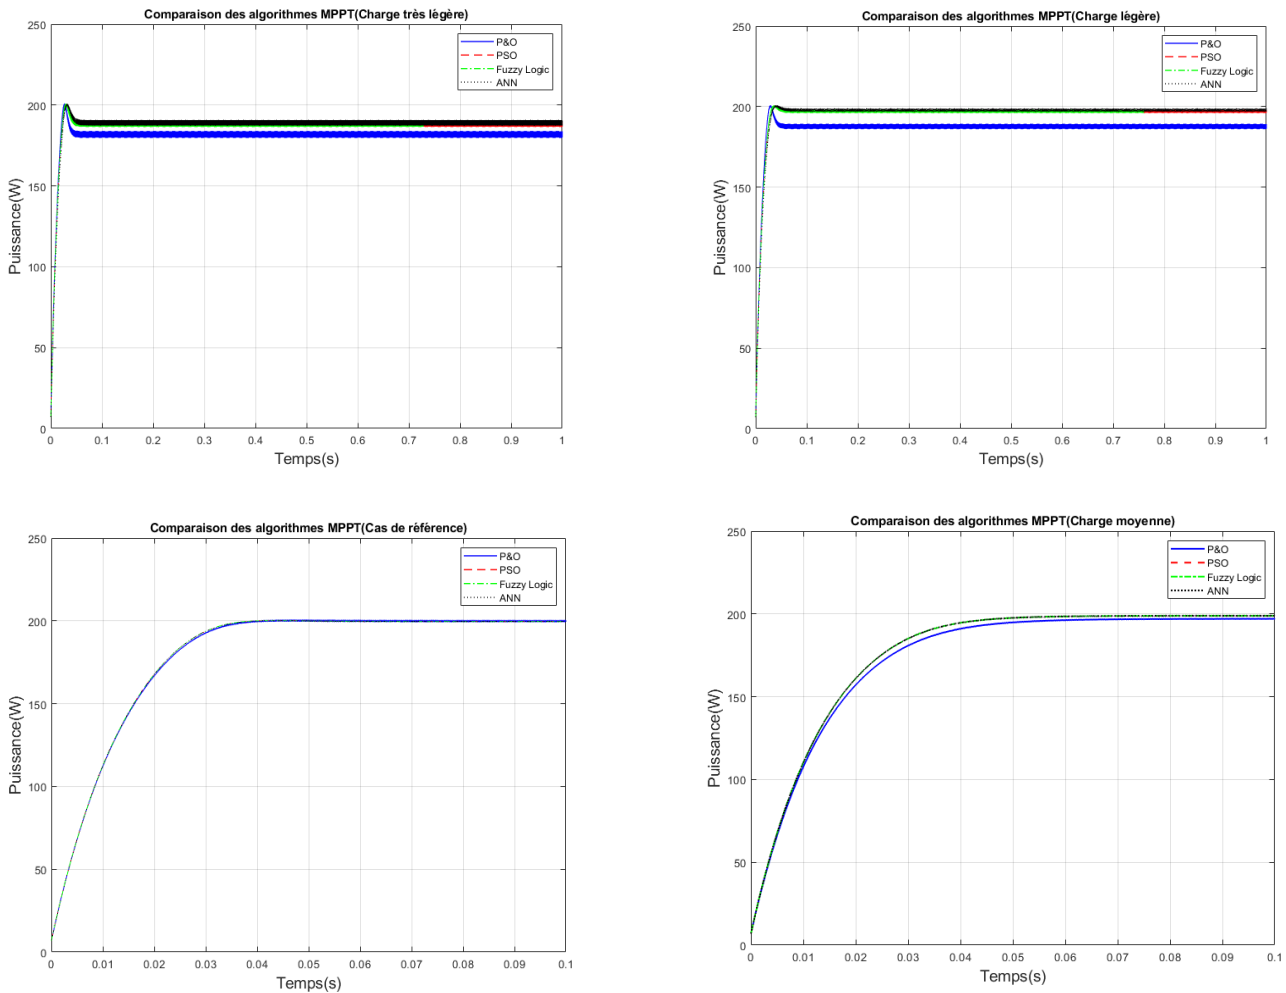 Comparaison des algorithmes MPPT(Charge très légère)
250
200
150
100
50
0
Puissance(W)
P&O
PSO
Fuzzy Logic
ANN
0 0.1 0.2 0.3 0.4 0.5 0.6 0.7 0.8 0.9 1
Temps(s)
Comparaison des algorithmes MPPT(Charge légère)
250
200
150
100
50
0
Puissance(W)
P&O
PSO
Fuzzy Logic
ANN
0 0.1 0.2 0.3 0.4 0.5 0.6 0.7 0.8 0.9 1
Temps(s)
Comparaison des algorithmes MPPT(Cas de référence)
250
200
150
100
50
0
Puissance(W)
P&O
PSO
Fuzzy Logic
ANN
0 0.01 0.02 0.03 0.04 0.05 0.06 0.07 0.08 0.09 0.1
Temps(s)
Comparaison des algorithmes MPPT(Charge moyenne)
250
200
150
100
50
0
Puissance(W)
P&O
PSO
Fuzzy Logic
ANN
0 0.01 0.02 0.03 0.04 0.05 0.06 0.07 0.08 0.09 0.1
Temps(s)